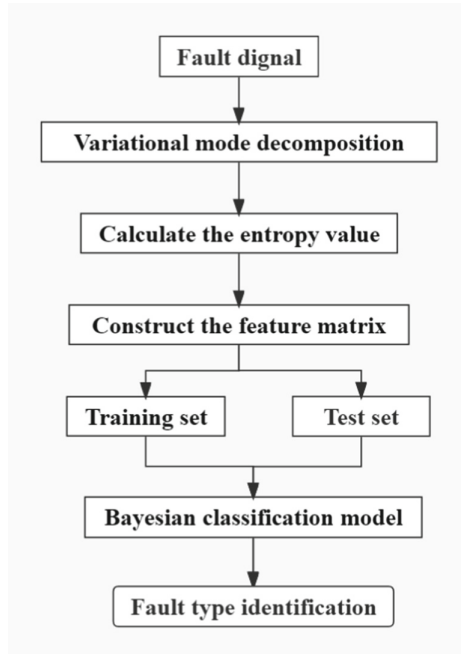 Fault dignal
Variational mode decomposition
Calculate the entropy value
Construct the feature matrix
Training set
Test set
Bayesian classification model
Fault type identification